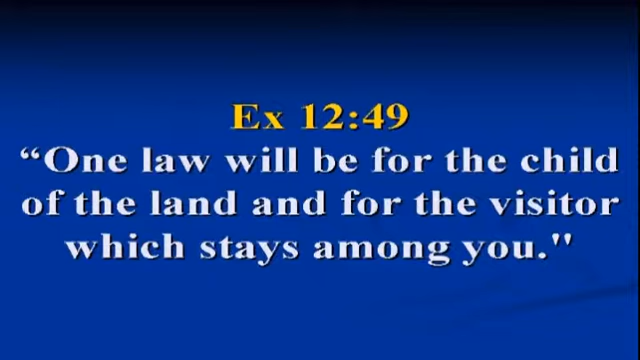 Ex 12:49
“One law will be for the child
of the land and for the visitor
which stays among you."